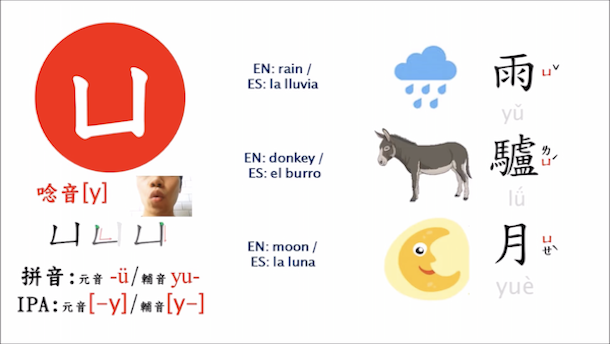 ㄩ
唸音[y]
ㄩ ㄩ ㄩ
拼音:元音 -ü/輔音 yu-
IPA:元音[-y]/輔音[y-]
EN: rain /
ES: la lluvia
雨 ㄩˇ
yǔ
EN: donkey /
ES: el burro
驢 ㄌㄩˊ
lǘ
EN: moon /
ES: la luna
月 ㄩㄝˋ
yuè